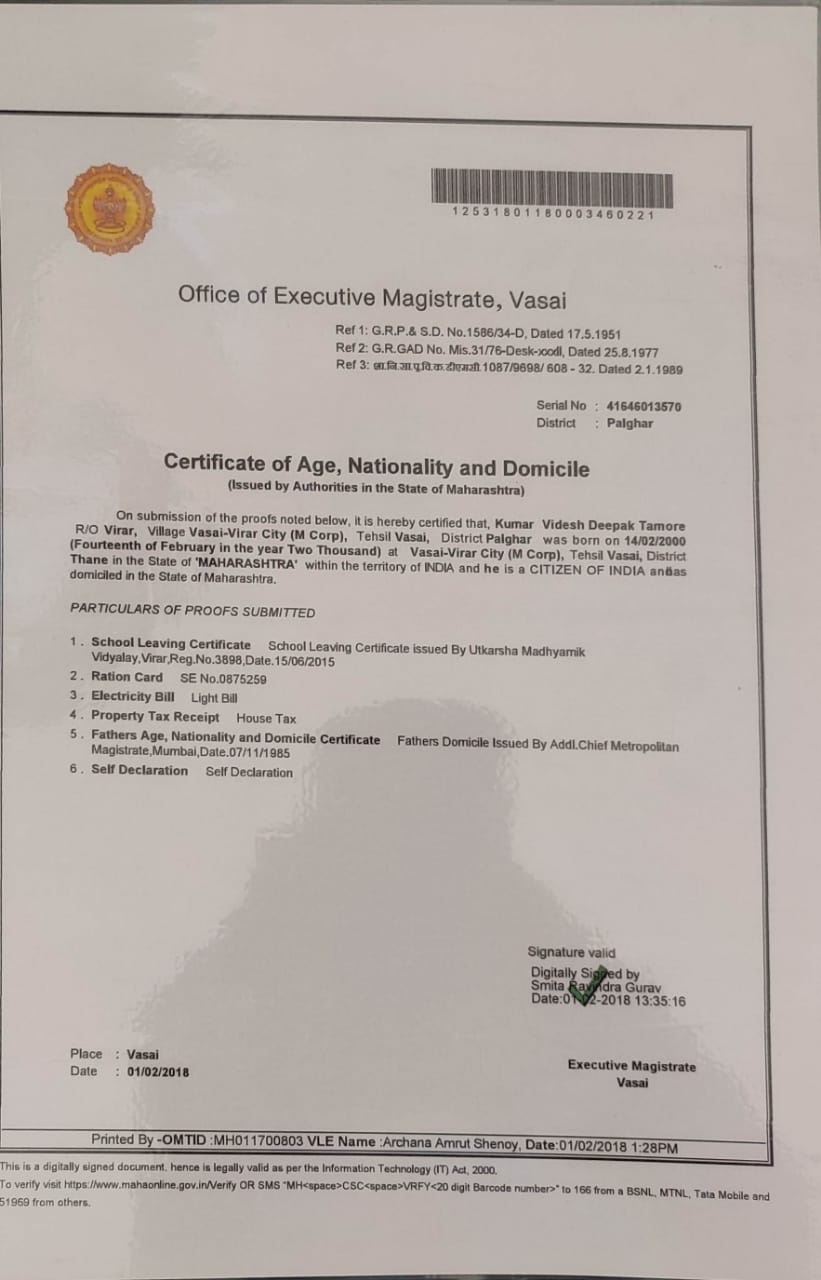 12531801180003460221
Office of Executive Magistrate, Vasai
Ref 1: G.R.P.& S.D. No.1586/34-D, Dated 17.5.1951
Ref 2: G.R.GAD No. Mis.31/76-Desk-xxxdl, Dated 25.8.1977
Ref 3: शा.नि.सा.पू.वि.क.टीएमसी.1087/9698/ 608 - 32. Dated 2.1.1989
Serial No : 41646013570
District : Palghar
Certificate of Age, Nationality and Domicile
(Issued by Authorities in the State of Maharashtra)
On submission of the proofs noted below, it is hereby certified that, Kumar Videsh Deepak Tamore
R/O Virar, Village Vasai-Virar City (M Corp), Tehsil Vasai, District Palghar was born on 14/02/2000
(Fourteenth of February in the year Two Thousand) at Vasai-Virar City (M Corp), Tehsil Vasai, District
Thane in the State of 'MAHARASHTRA' within the territory of INDIA and he is a CITIZEN OF INDIA and
domiciled in the State of Maharashtra.
PARTICULARS OF PROOFS SUBMITTED
1 . School Leaving Certificate School Leaving Certificate issued By Utkarsha Madhyamik
Vidyalay,Virar,Reg.No.3898,Date.15/06/2015
2 . Ration Card SE No.0875259
3 . Electricity Bill Light Bill
4 . Property Tax Receipt House Tax
5 . Fathers Age, Nationality and Domicile Certificate Fathers Domicile Issued By Addl.Chief Metropolitan
Magistrate,Mumbai,Date.07/11/1985
6 . Self Declaration Self Declaration
Signature valid
Digitally Signed by
Smita Ravindra Gurav
Date:01-02-2018 13:35:16
Place : Vasai
Date : 01/02/2018
Executive Magistrate
Vasai
Printed By -OMTID :MH011700803 VLE Name :Archana Amrut Shenoy, Date:01/02/2018 1:28PM
This is a digitally signed document, hence is legally valid as per the Information Technology (IT) Act, 2000.
To verify visit https://www.mahaonline.gov.in/Verify OR SMS "MH<space>CSC<space>VRFY<20 digit Barcode number>" to 166 from a BSNL, MTNL, Tata Mobile and
51969 from others.